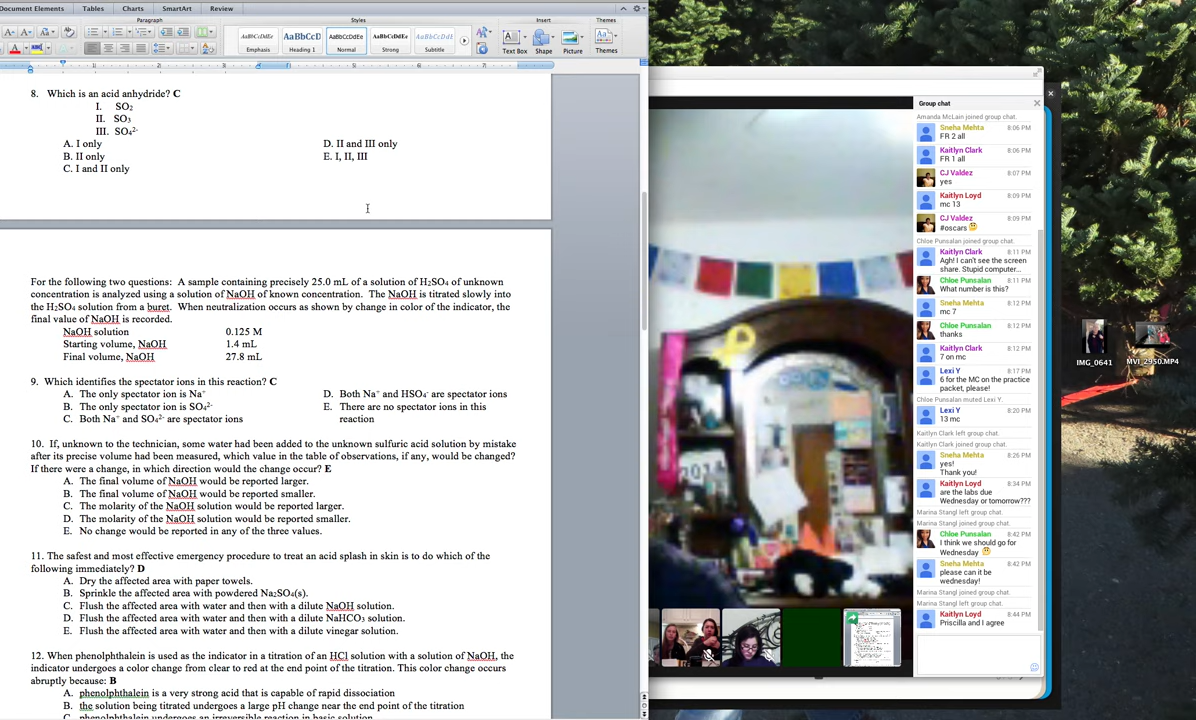 Document Elements Tables Charts SmartArt Review
Paragraph Styles Insert Themes
AaBbCcDdEe AaBbCcD AaBbCcDdEe AaBbCcDdEe AaBbCcDdE
Emphasis Heading 1 Normal Strong Subtitle Text Box Shape Picture Themes
8. Which is an acid anhydride? C
I. SO2
II. SO3
III. SO4²⁻
A. I only
B. II only
C. I and II only
D. II and III only
E. I, II, III
For the following two questions: A sample containing precisely 25.0 mL of a solution of H2SO4 of unknown
concentration is analyzed using a solution of NaOH of known concentration. The NaOH is titrated slowly into
the H2SO4 solution from a buret. When neutralization occurs as shown by change in color of the indicator, the
final value of NaOH is recorded.
NaOH solution 0.125 M
Starting volume, NaOH 1.4 mL
Final volume, NaOH 27.8 mL
9. Which identifies the spectator ions in this reaction? C
A. The only spectator ion is Na⁺
B. The only spectator ion is SO4²⁻
C. Both Na⁺ and SO4²⁻ are spectator ions
D. Both Na⁺ and HSO4⁻ are spectator ions
E. There are no spectator ions in this
reaction
10. If, unknown to the technician, some water had been added to the unknown sulfuric acid solution by mistake
after its precise volume had been measured, which value in the table of observations, if any, would be changed?
If there were a change, in which direction would the change occur? E
A. The final volume of NaOH would be reported larger.
B. The final volume of NaOH would be reported smaller.
C. The molarity of the NaOH solution would be reported larger.
D. The molarity of the NaOH solution would be reported smaller.
E. No change would be reported in any of the three values.
11. The safest and most effective emergency procedure to treat an acid splash in skin is to do which of the
following immediately? D
A. Dry the affected area with paper towels.
B. Sprinkle the affected area with powdered Na2SO4(s).
C. Flush the affected area with water and then with a dilute NaOH solution.
D. Flush the affected area with water and then with a dilute NaHCO3 solution.
E. Flush the affected area with water and then with a dilute vinegar solution.
12. When phenolphthalein is used as the indicator in a titration of an HCl solution with a solution of NaOH, the
indicator undergoes a color change from clear to red at the end point of the titration. This color change occurs
abruptly because: B
A. phenolphthalein is a very strong acid that is capable of rapid dissociation
B. the solution being titrated undergoes a large pH change near the end point of the titration
C. phenolphthalein undergoes an irreversible reaction in basic solution
Group chat
Amanda McLain joined group chat.
Sneha Mehta 8:06 PM
FR 2 all
Kaitlyn Clark 8:06 PM
FR 1 all
CJ Valdez 8:07 PM
yes
Kaitlyn Loyd 8:09 PM
mc 13
CJ Valdez 8:09 PM
#oscars
Chloe Punsalan joined group chat.
Kaitlyn Clark 8:11 PM
Agh! I can't see the screen
share. Stupid computer...
Chloe Punsalan 8:11 PM
What number is this?
Sneha Mehta 8:12 PM
mc 7
Chloe Punsalan 8:12 PM
thanks
Kaitlyn Clark 8:12 PM
7 on mc
Lexi Y 8:17 PM
6 for the MC on the practice
packet, please!
Chloe Punsalan muted Lexi Y.
Lexi Y 8:20 PM
13 mc
Kaitlyn Clark left group chat.
Kaitlyn Clark joined group chat.
Sneha Mehta 8:26 PM
yes!
Thank you!
Kaitlyn Loyd 8:34 PM
are the labs due
Wednesday or tomorrow???
Marina Stangl left group chat.
Marina Stangl joined group chat.
Chloe Punsalan 8:42 PM
I think we should go for
Wednesday
Sneha Mehta 8:42 PM
please can it be
wednesday!
Marina Stangl joined group chat.
Marina Stangl left group chat.
Kaitlyn Loyd 8:44 PM
Priscilla and I agree
IMG_0641
MVI_2950.MP4